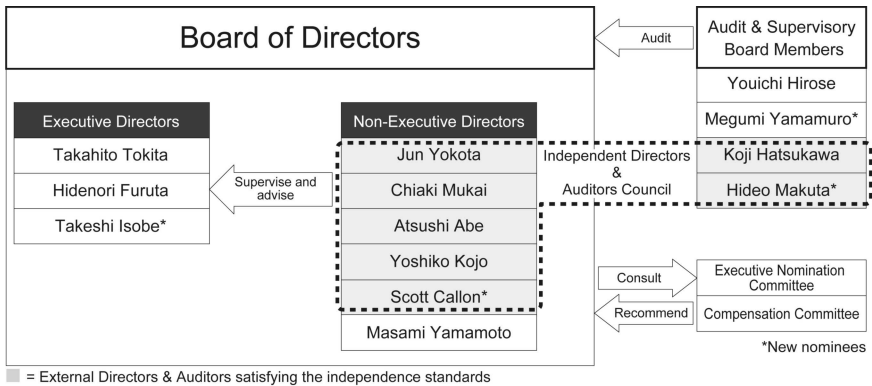 Board of Directors
Audit
Audit & Supervisory
Board Members
Youichi Hirose
Megumi Yamamuro*
Koji Hatsukawa
Hideo Makuta*
Executive Directors
Takahito Tokita
Hidenori Furuta
Takeshi Isobe*
Supervise and
advise
Non-Executive Directors
Jun Yokota
Chiaki Mukai
Atsushi Abe
Yoshiko Kojo
Scott Callon*
Masami Yamamoto
Independent Directors
&
Auditors Council
Consult
Recommend
Executive Nomination
Committee
Compensation Committee
*New nominees
= External Directors & Auditors satisfying the independence standards